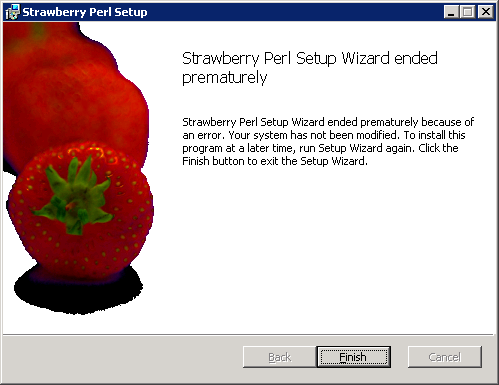 Strawberry Perl Setup
Strawberry Perl Setup Wizard ended
prematurely
Strawberry Perl Setup Wizard ended prematurely because of
an error. Your system has not been modified. To install this
program at a later time, run Setup Wizard again. Click the
Finish button to exit the Setup Wizard.
Back
Finish
Cancel